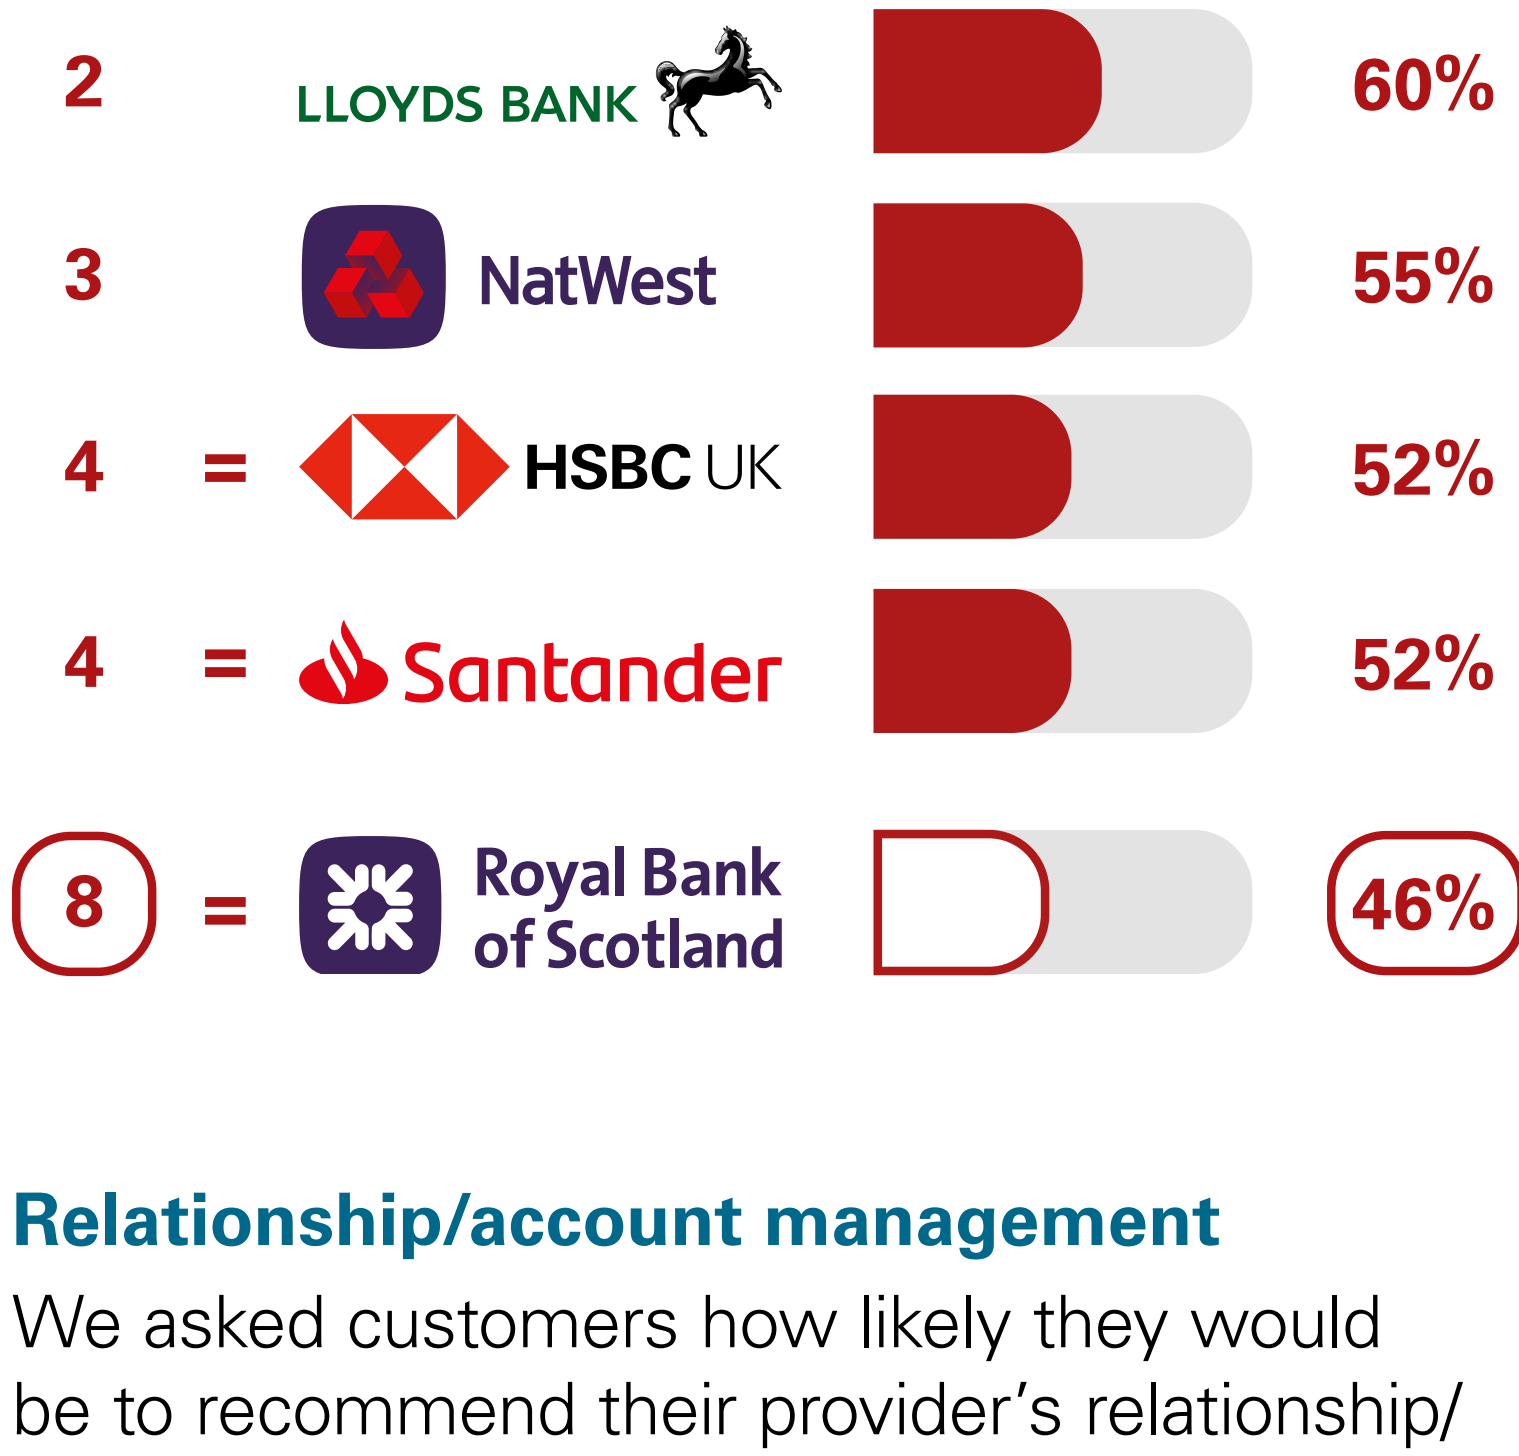 2 LLOYDS BANK 60%
3 NatWest 55%
4 = HSBC UK 52%
4 = Santander 52%
8 = Royal Bank of Scotland 46%
Relationship/account management
We asked customers how likely they would
be to recommend their provider’s relationship/